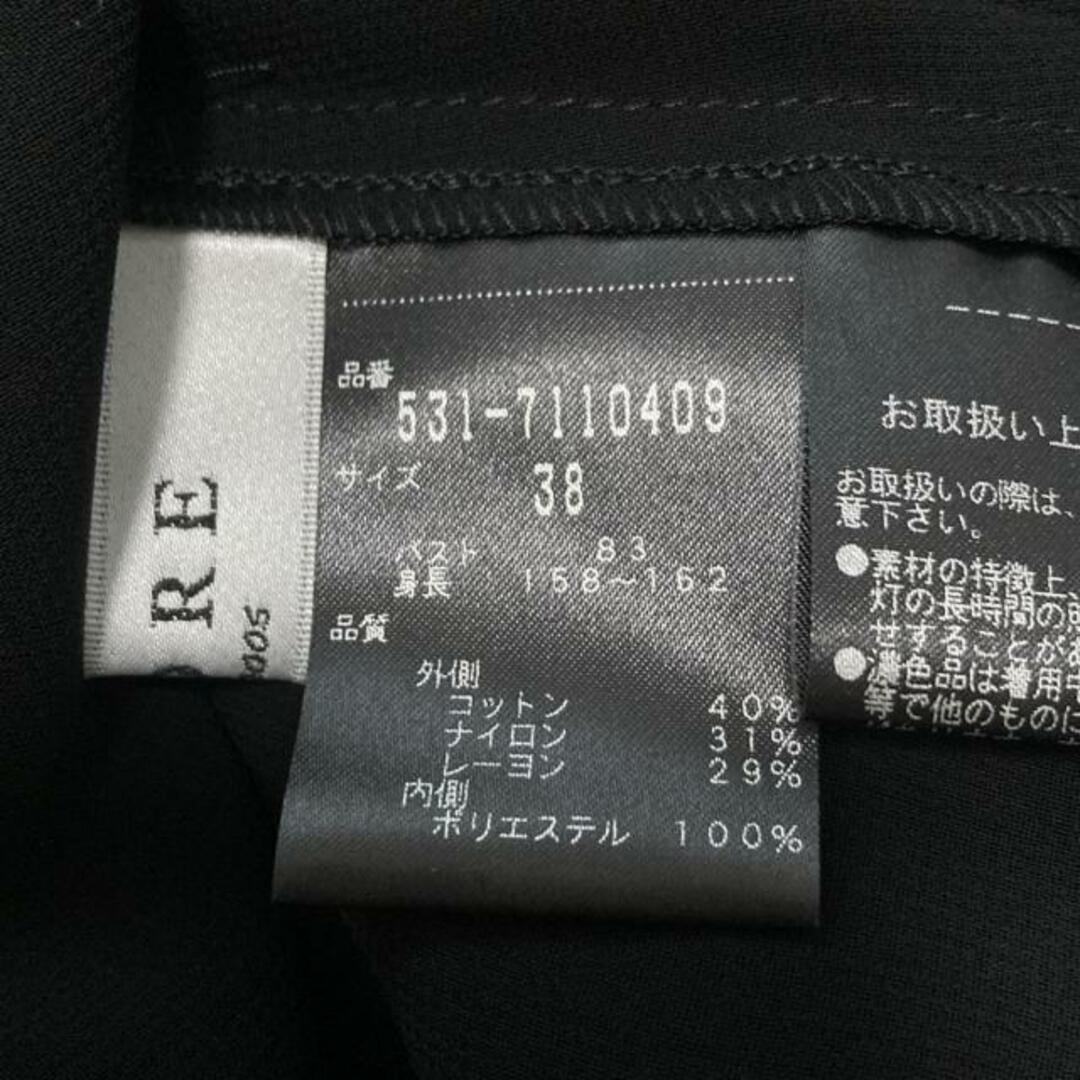 RE
品番
531-7110409
サイズ 38
バスト 83
身長 158~162
品質
外側
コットン 40%
ナイロン 31%
レーヨン 29%
内側
ポリエステル 100%
お取扱い上
お取扱いの際は、
意下さい。
●素材の特徴上、
灯の長時間の
せすることが
●濃色品は着用中
等で他のものに